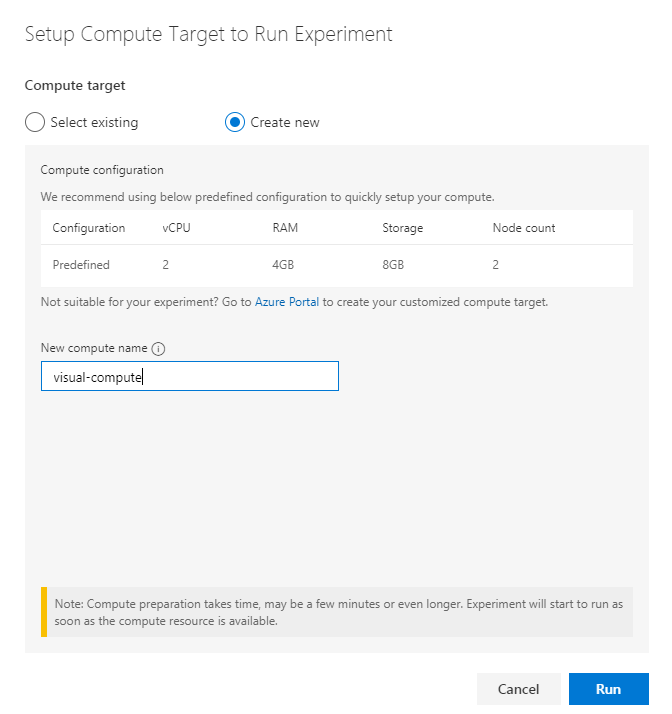 Setup Compute Target to Run Experiment
Compute target
Select existing Create new
Compute configuration
We recommend using below predefined configuration to quickly setup your compute.
Configuration vCPU RAM Storage Node count
Predefined 2 4GB 8GB 2
Not suitable for your experiment? Go to Azure Portal to create your customized compute target.
New compute name
visual-compute
Note: Compute preparation takes time, may be a few minutes or even longer. Experiment will start to run as
soon as the compute resource is available.
Cancel Run